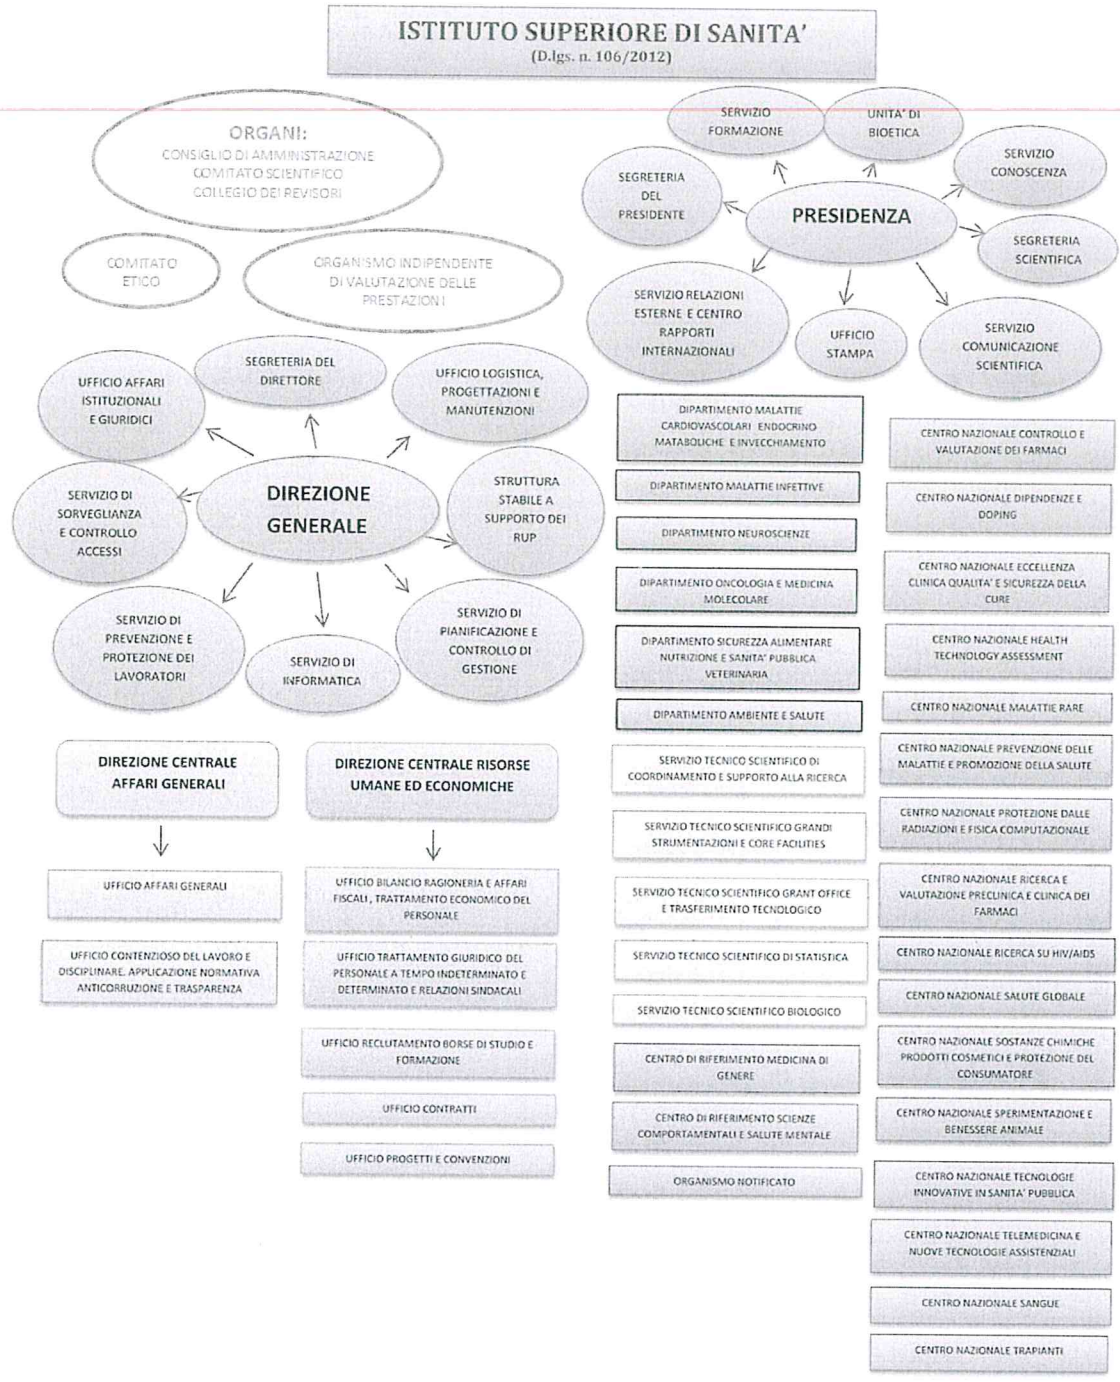 ISTITUTO SUPERIORE DI SANITA'
(D.lgs. n. 106/2012)
ORGANI:
CONSIGLIO DI AMMINISTRAZIONE
COMITATO SCIENTIFICO
COLLEGIO DEI REVISORI
COMITATO
ETICO
ORGANISMO INDIPENDENTE
DI VALUTAZIONE DELLE
PRESTAZIONI
SERVIZIO
FORMAZIONE
UNITA' DI
BIOETICA
SERVIZIO
CONOSCENZA
SEGRETERIA
DEL
PRESIDENTE
PRESIDENZA
SEGRETERIA
SCIENTIFICA
SERVIZIO RELAZIONI
ESTERNE E CENTRO
RAPPORTI
INTERNAZIONALI
UFFICIO
STAMPA
SERVIZIO
COMUNICAZIONE
SCIENTIFICA
UFFICIO AFFARI
ISTITUZIONALI
E GIURIDICI
SEGRETERIA DEL
DIRETTORE
UFFICIO LOGISTICA,
PROGETTAZIONI E
MANUTENZIONI
SERVIZIO DI
SORVEGLIANZA
E CONTROLLO
ACCESSI
DIREZIONE
GENERALE
STRUTTURA
STABILE A
SUPPORTO DEI
RUP
SERVIZIO DI
PREVENZIONE E
PROTEZIONE DEI
LAVORATORI
SERVIZIO DI
INFORMATICA
SERVIZIO DI
PIANIFICAZIONE E
CONTROLLO DI
GESTIONE
DIREZIONE CENTRALE
AFFARI GENERALI
UFFICIO AFFARI GENERALI
UFFICIO CONTENZIOSO DEL LAVORO E
DISCIPLINARE. APPLICAZIONE NORMATIVA
ANTICORRUZIONE E TRASPARENZA
DIREZIONE CENTRALE RISORSE
UMANE ED ECONOMICHE
UFFICIO BILANCIO RAGIONERIA E AFFARI
FISCALI , TRATTAMENTO ECONOMICO DEL
PERSONALE
UFFICIO TRATTAMENTO GIURIDICO DEL
PERSONALE A TEMPO INDETERMINATO E
DETERMINATO E RELAZIONI SINDACALI
UFFICIO RECLUTAMENTO BORSE DI STUDIO E
FORMAZIONE
UFFICIO CONTRATTI
UFFICIO PROGETTI E CONVENZIONI
DIPARTIMENTO MALATTIE
CARDIOVASCOLARI ENDOCRINO
MATABOLICHE E INVECCHIAMENTO
DIPARTIMENTO MALATTIE INFETTIVE
DIPARTIMENTO NEUROSCIENZE
DIPARTIMENTO ONCOLOGIA E MEDICINA
MOLECOLARE
DIPARTIMENTO SICUREZZA ALIMENTARE
NUTRIZIONE E SANITA' PUBBLICA
VETERINARIA
DIPARTIMENTO AMBIENTE E SALUTE
SERVIZIO TECNICO SCIENTIFICO DI
COORDINAMENTO E SUPPORTO ALLA RICERCA
SERVIZIO TECNICO SCIENTIFICO GRANDI
STRUMENTAZIONI E CORE FACILITIES
SERVIZIO TECNICO SCIENTIFICO GRANT OFFICE
E TRASFERIMENTO TECNOLOGICO
SERVIZIO TECNICO SCIENTIFICO DI STATISTICA
SERVIZIO TECNICO SCIENTIFICO BIOLOGICO
CENTRO DI RIFERIMENTO MEDICINA DI
GENERE
CENTRO DI RIFERIMENTO SCIENZE
COMPORTAMENTALI E SALUTE MENTALE
ORGANISMO NOTIFICATO
CENTRO NAZIONALE CONTROLLO E
VALUTAZIONE DEI FARMACI
CENTRO NAZIONALE DIPENDENZE E
DOPING
CENTRO NAZIONALE ECCELLENZA
CLINICA QUALITA' E SICUREZZA DELLA
CURE
CENTRO NAZIONALE HEALTH
TECHNOLOGY ASSESSMENT
CENTRO NAZIONALE MALATTIE RARE
CENTRO NAZIONALE PREVENZIONE DELLE
MALATTIE E PROMOZIONE DELLA SALUTE
CENTRO NAZIONALE PROTEZIONE DALLE
RADIAZIONI E FISICA COMPUTAZIONALE
CENTRO NAZIONALE RICERCA E
VALUTAZIONE PRECLINICA E CLINICA DEI
FARMACI
CENTRO NAZIONALE RICERCA SU HIV/AIDS
CENTRO NAZIONALE SALUTE GLOBALE
CENTRO NAZIONALE SOSTANZE CHIMICHE
PRODOTTI COSMETICI E PROTEZIONE DEL
CONSUMATORE
CENTRO NAZIONALE SPERIMENTAZIONE E
BENESSERE ANIMALE
CENTRO NAZIONALE TECNOLOGIE
INNOVATIVE IN SANITA' PUBBLICA
CENTRO NAZIONALE TELEMEDICINA E
NUOVE TECNOLOGIE ASSISTENZIALI
CENTRO NAZIONALE SANGUE
CENTRO NAZIONALE TRAPIANTI